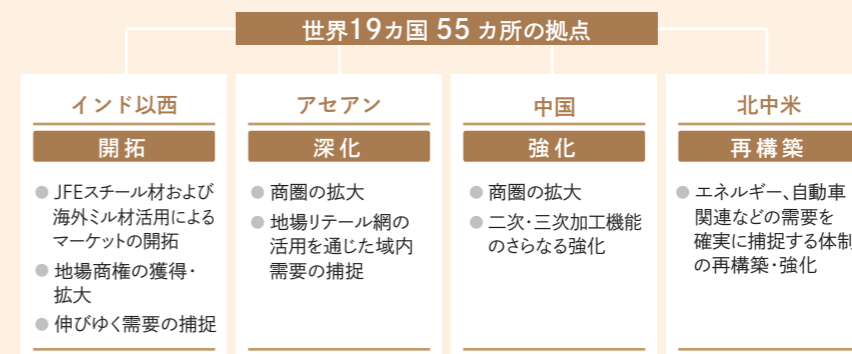 世界19カ国 55 カ所の拠点
インド以西
開拓
● JFEスチール材および
海外ミル材活用による
マーケットの開拓
● 地場商権の獲得・
拡大
● 伸びゆく需要の捕捉
アセアン
深化
● 商圏の拡大
● 地場リテール網の
活用を通じた域内
需要の捕捉
中国
強化
● 商圏の拡大
● 二次・三次加工機能
のさらなる強化
北中米
再構築
● エネルギー、自動車
関連などの需要を
確実に捕捉する体制
の再構築・強化